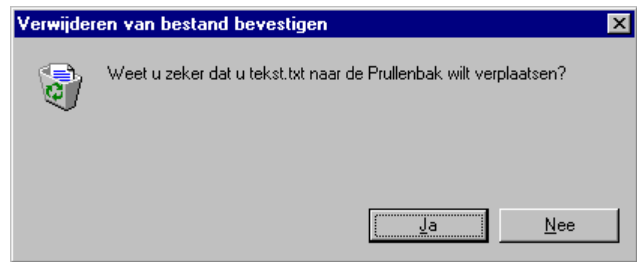 Verwijderen van bestand bevestigen
Weet u zeker dat u tekst.txt naar de Prullenbak wilt verplaatsen?
Ja
Nee